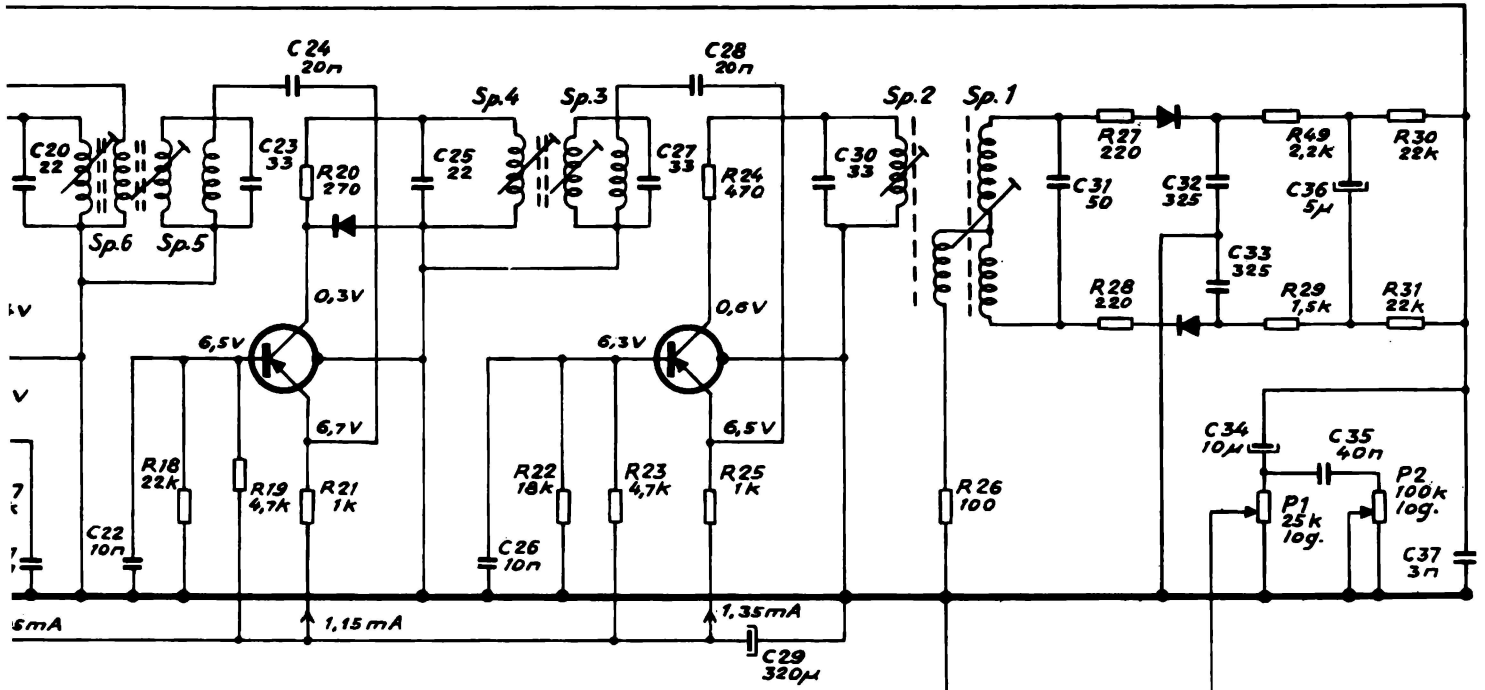 C24
20n
C28
20n
Sp.4
Sp.3
Sp.2
Sp.1
C20
22
C23
33
R20
270
C25
22
C27
33
R24
470
C30
33
C31
50
R27
220
C32
325
R49
2,2k
C36
5μ
R30
22k
Sp.6
Sp.5
C33
325
R28
220
R29
1,5k
R31
22k
0,3V
0,6V
V
6,5V
6,3V
V
6,7V
6,5V
C34
10μ
C35
40n
R18
22k
R19
4,7k
R21
1k
R22
18k
R23
4,7k
R25
1k
R26
100
P1
25k
log.
P2
100k
log.
7
k
C22
10n
C26
10n
C37
3n
5mA
1,15mA
1,35mA
C29
320μ